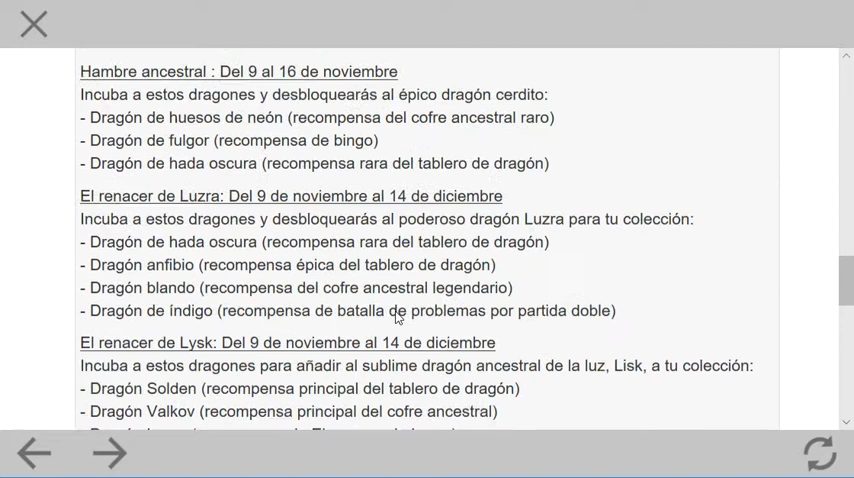 Hambre ancestral : Del 9 al 16 de noviembre
Incuba a estos dragones y desbloquearás al épico dragón cerdito:
- Dragón de huesos de neón (recompensa del cofre ancestral raro)
- Dragón de fulgor (recompensa de bingo)
- Dragón de hada oscura (recompensa rara del tablero de dragón)
El renacer de Luzra: Del 9 de noviembre al 14 de diciembre
Incuba a estos dragones y desbloquearás al poderoso dragón Luzra para tu colección:
- Dragón de hada oscura (recompensa rara del tablero de dragón)
- Dragón anfibio (recompensa épica del tablero de dragón)
- Dragón blando (recompensa del cofre ancestral legendario)
- Dragón de índigo (recompensa de batalla de problemas por partida doble)
El renacer de Lysk: Del 9 de noviembre al 14 de diciembre
Incuba a estos dragones para añadir al sublime dragón ancestral de la luz, Lisk, a tu colección:
- Dragón Solden (recompensa principal del tablero de dragón)
- Dragón Valkov (recompensa principal del cofre ancestral)